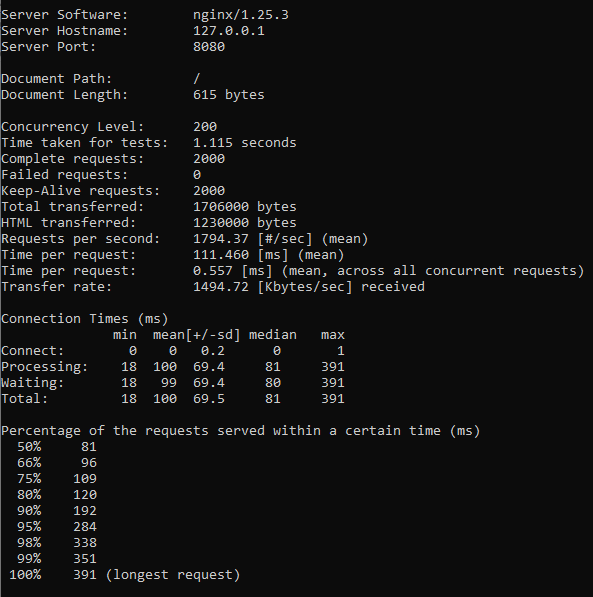 Server Software:        nginx/1.25.3
Server Hostname:        127.0.0.1
Server Port:            8080

Document Path:          /
Document Length:        615 bytes

Concurrency Level:      200
Time taken for tests:   1.115 seconds
Complete requests:      2000
Failed requests:        0
Keep-Alive requests:    2000
Total transferred:      1706000 bytes
HTML transferred:       1230000 bytes
Requests per second:    1794.37 [#/sec] (mean)
Time per request:       111.460 [ms] (mean)
Time per request:       0.557 [ms] (mean, across all concurrent requests)
Transfer rate:          1494.72 [Kbytes/sec] received

Connection Times (ms)
              min  mean[+/-sd] median   max
Connect:        0    0   0.2      0       1
Processing:    18  100  69.4     81     391
Waiting:       18   99  69.4     80     391
Total:         18  100  69.5     81     391

Percentage of the requests served within a certain time (ms)
  50%     81
  66%     96
  75%    109
  80%    120
  90%    192
  95%    284
  98%    338
  99%    351
 100%    391 (longest request)